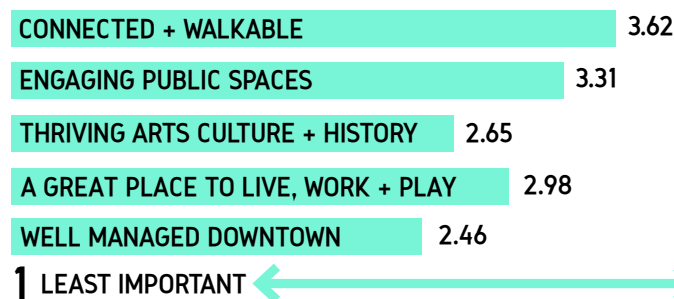 CONNECTED + WALKABLE 3.62
ENGAGING PUBLIC SPACES 3.31
THRIVING ARTS CULTURE + HISTORY 2.65
A GREAT PLACE TO LIVE, WORK + PLAY 2.98
WELL MANAGED DOWNTOWN 2.46
1 LEAST IMPORTANT